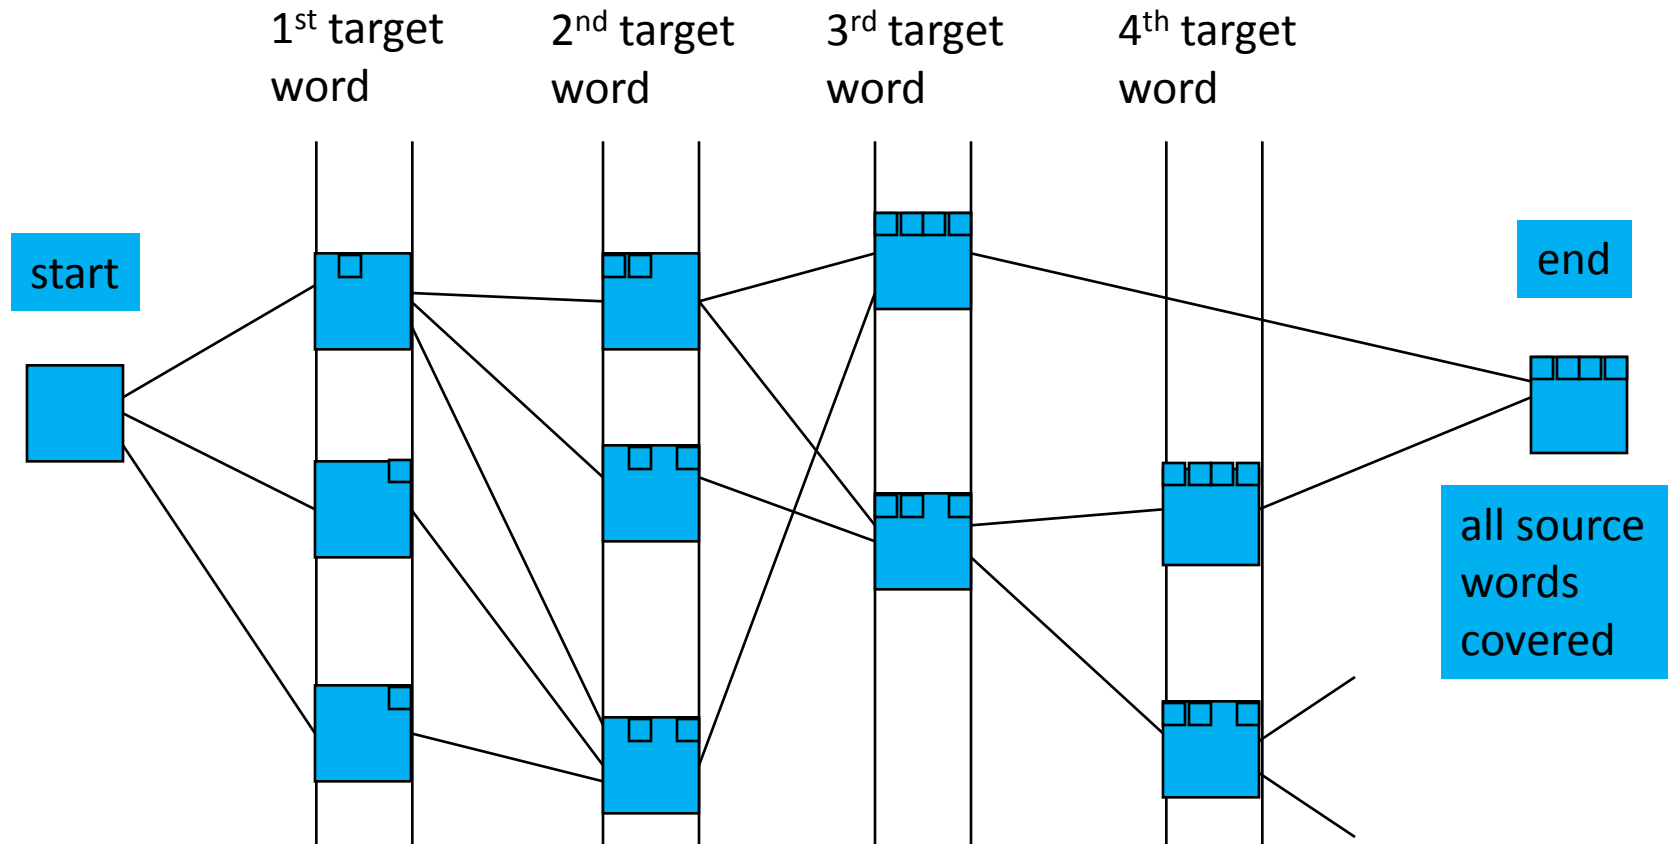 1st target
word
2nd target
word
3rd target
word
4th target
word
start
end
all source
words
covered